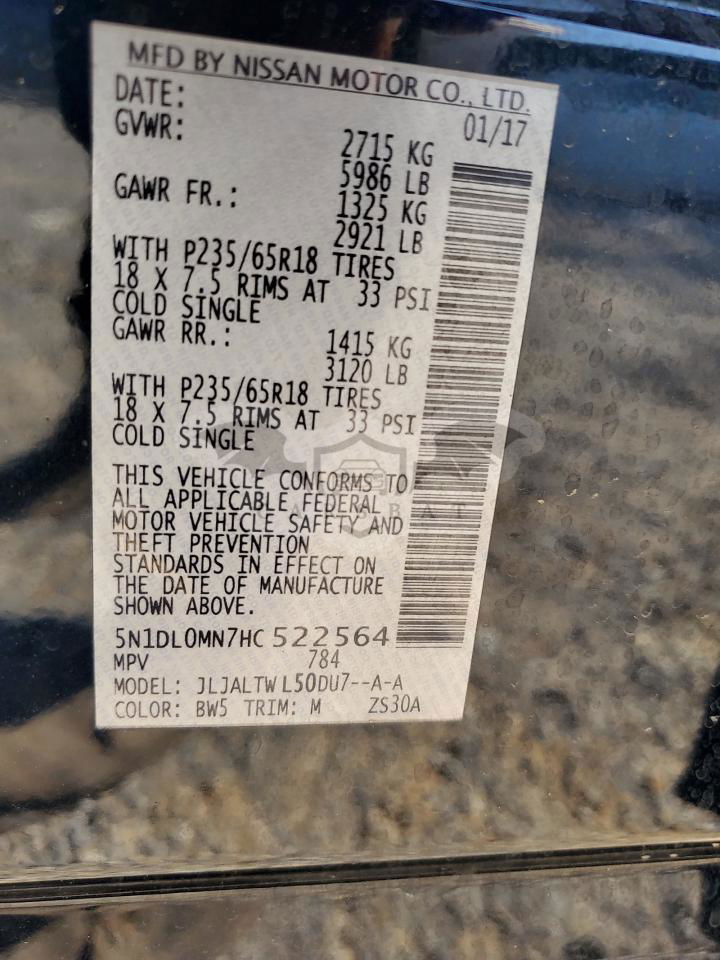 MFD BY NISSAN MOTOR CO., LTD.
DATE: 01/17
GVWR: 2715 KG
5986 LB
GAWR FR.: 1325 KG
2921 LB
WITH P235/65R18 TIRES
18 X 7.5 RIMS AT 33 PSI
COLD SINGLE
GAWR RR.: 1415 KG
3120 LB
WITH P235/65R18 TIRES
18 X 7.5 RIMS AT 33 PSI
COLD SINGLE
THIS VEHICLE CONFORMS TO
ALL APPLICABLE FEDERAL
MOTOR VEHICLE SAFETY AND
THEFT PREVENTION
STANDARDS IN EFFECT ON
THE DATE OF MANUFACTURE
SHOWN ABOVE.
5N1DL0MN7HC 522564
MPV 784
MODEL: JLJALTWL50DU7--A-A
COLOR: BW5 TRIM: M ZS30A